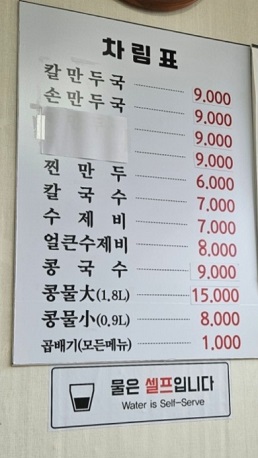 차림표
칼만두국 9.000
손만두국 9.000
9.000
9.000
찐만두 6.000
칼국수 7.000
수제비 7.000
얼큰수제비 8.000
콩국수 9.000
콩물大(1.8L) 15.000
콩물小(0.9L) 8.000
곱배기(모든메뉴) 1.000
물은 셀프입니다
Water is Self-Serve